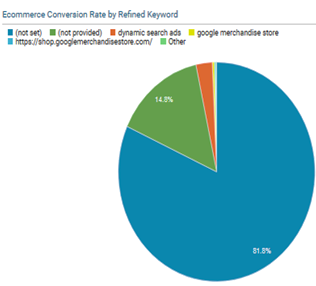 Ecommerce Conversion Rate by Refined Keyword
(not set) (not provided) dynamic search ads google merchandise store
https://shop.googlemerchandisestore.com/ Other
14.8%
81.8%